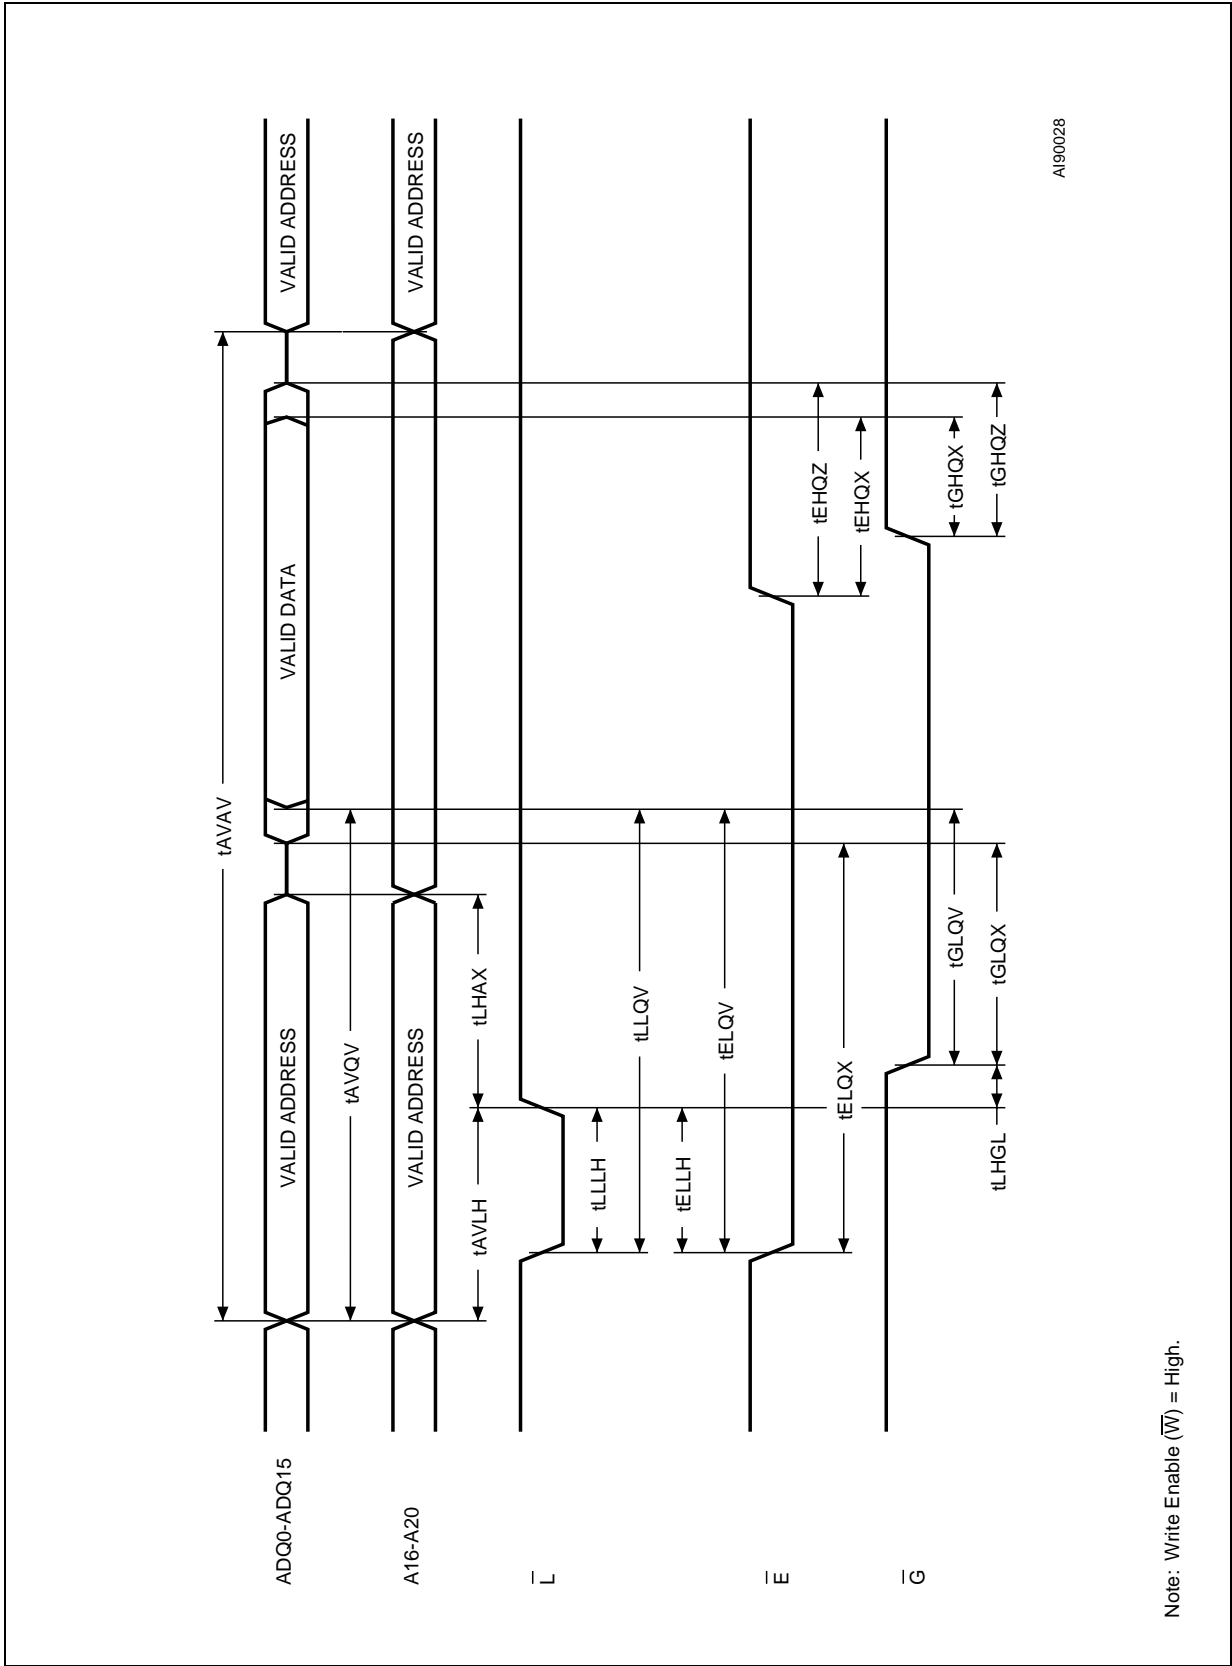 tAVAV
ADQ0-ADQ15
VALID ADDRESS
VALID DATA
VALID ADDRESS
tAVQV
A16-A20
VALID ADDRESS
VALID ADDRESS
tAVLH
tLHAX
L̅
tLLLH
tLLQV
tELLH
tELQV
E̅
tEHQZ
tELQX
tEHQX
G̅
tGLQV
tGHQX
tLHGL
tGLQX
tGHQZ
AI90028
Note: Write Enable (W̅) = High.